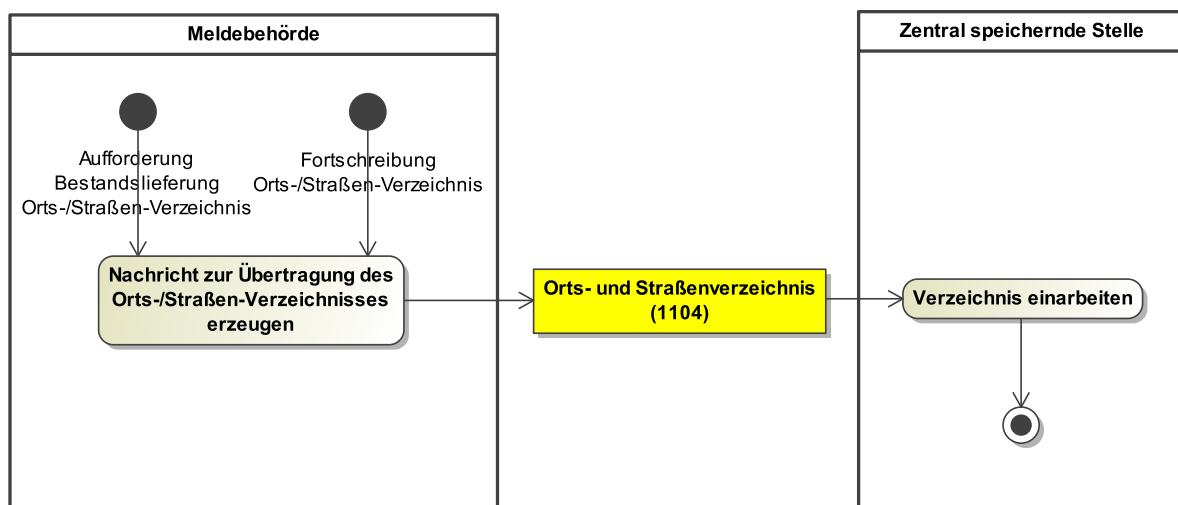 Meldebehörde
Zentral speichernde Stelle
Aufforderung
Bestandslieferung
Orts-/Straßen-Verzeichnis
Fortschreibung
Orts-/Straßen-Verzeichnis
Nachricht zur Übertragung des
Orts-/Straßen-Verzeichnisses
erzeugen
Orts- und Straßenverzeichnis
(1104)
Verzeichnis einarbeiten